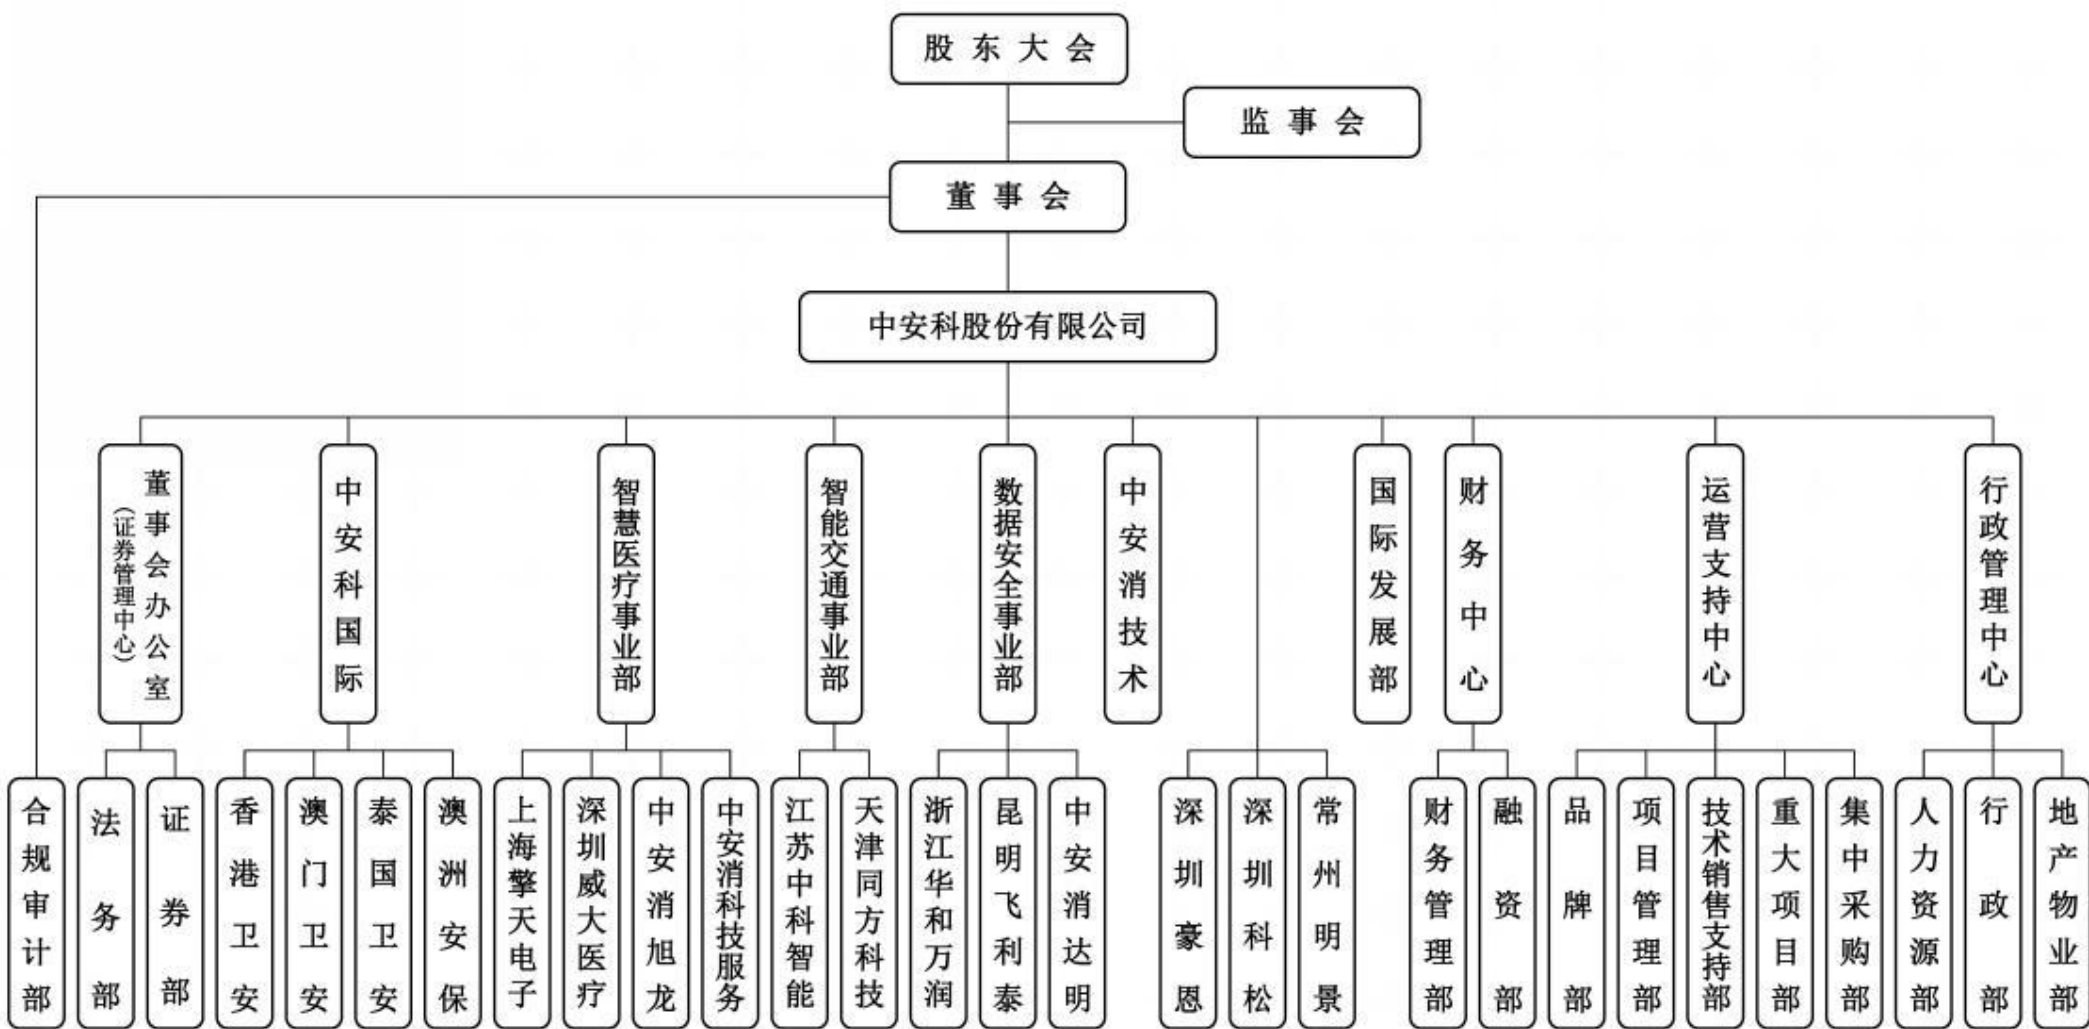 股东大会
监事会
董事会
中安科股份有限公司
董事会办公室
（证券管理中心）
中安科国际
智慧医疗事业部
智能交通事业部
数据安全事业部
中安消技术
国际发展部
财务中心
运营支持中心
行政管理中心
合规审计部
法务部
证券部
香港卫安
澳门卫安
泰国卫安
澳洲安保
上海擎天电子
深圳威大医疗
中安消旭龙
中安消科技服务
江苏中科智能
天津同方科技
浙江华和万润
昆明飞利泰
中安消达明
深圳豪恩
深圳科松
常州明景
财务管理部
融资部
品牌部
项目管理部
技术销售支持部
重大项目部
集中采购部
人力资源部
行政部
地产物业部